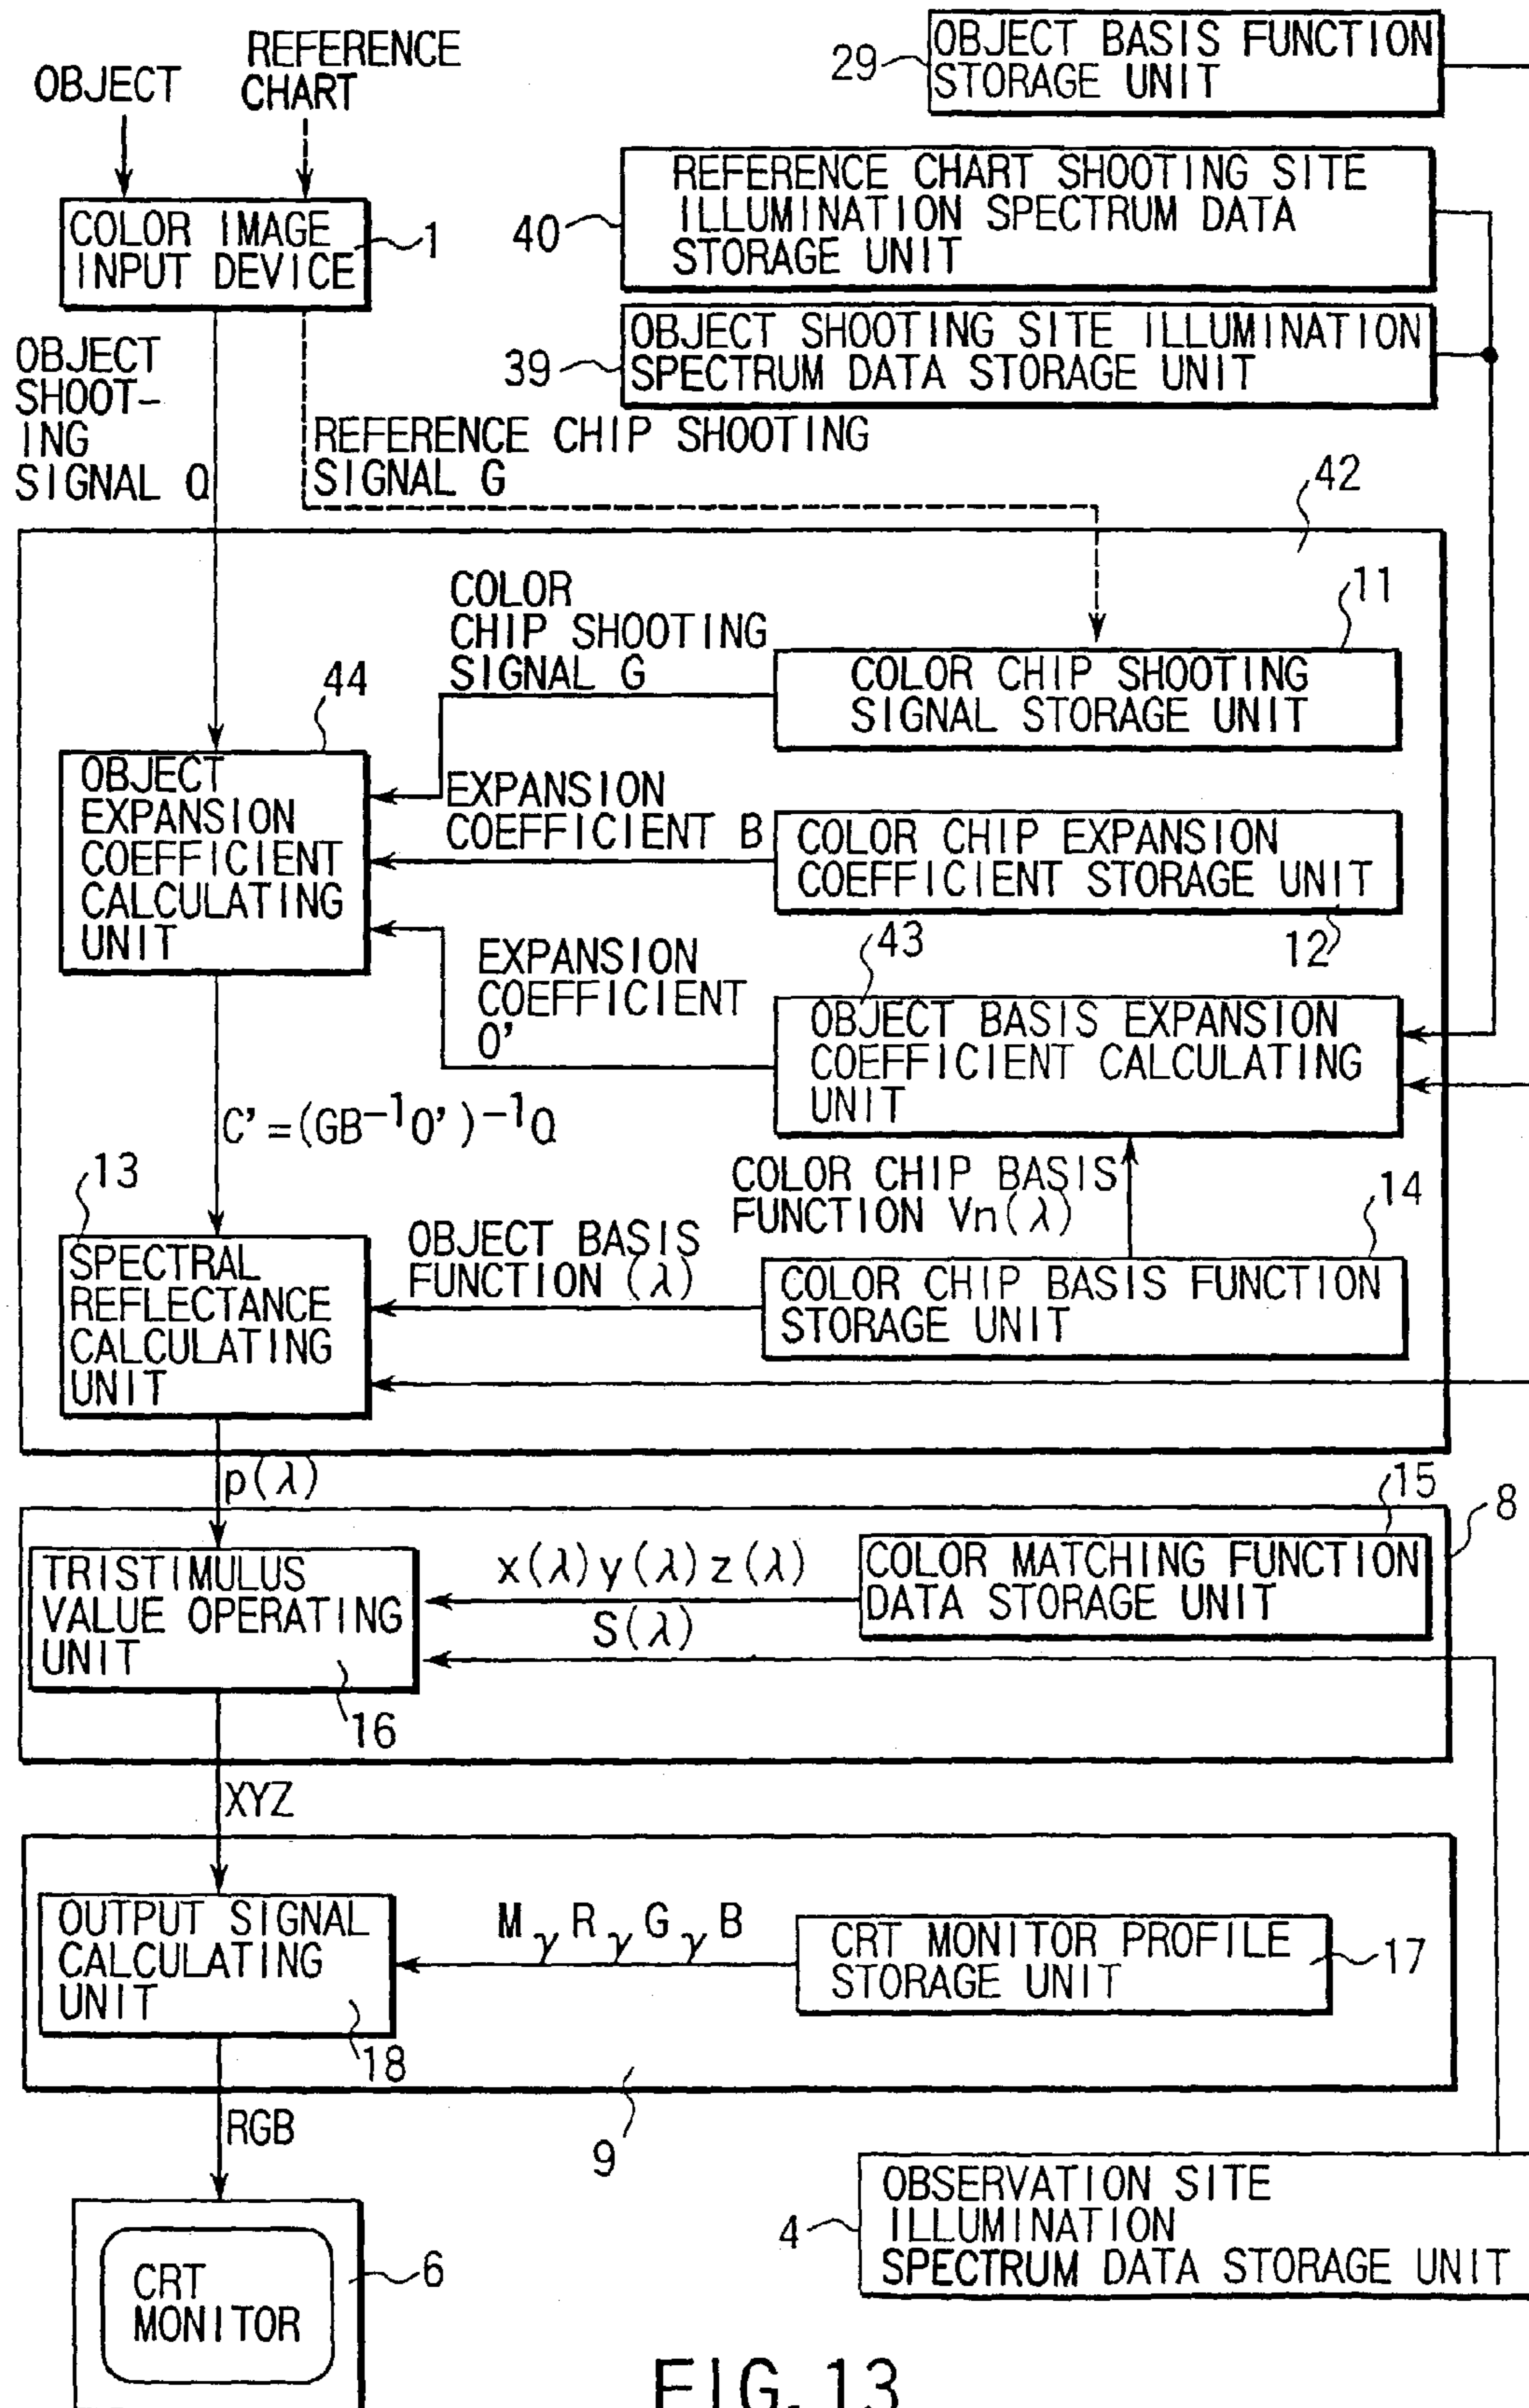 OBJECT
REFERENCE
CHART
29
OBJECT BASIS FUNCTION
STORAGE UNIT
COLOR IMAGE
INPUT DEVICE
1
40
REFERENCE CHART SHOOTING SITE
ILLUMINATION SPECTRUM DATA
STORAGE UNIT
39
OBJECT SHOOTING SITE ILLUMINATION
SPECTRUM DATA STORAGE UNIT
OBJECT
SHOOT-
ING
SIGNAL Q
REFERENCE CHIP SHOOTING
SIGNAL G
42
COLOR
CHIP SHOOTING
SIGNAL G
11
COLOR CHIP SHOOTING
SIGNAL STORAGE UNIT
44
OBJECT
EXPANSION
COEFFICIENT
CALCULATING
UNIT
EXPANSION
COEFFICIENT B
COLOR CHIP EXPANSION
COEFFICIENT STORAGE UNIT
12
EXPANSION
COEFFICIENT
O'
43
OBJECT BASIS EXPANSION
COEFFICIENT CALCULATING
UNIT
C'=(GB⁻¹O')⁻¹Q
COLOR CHIP BASIS
FUNCTION Vn(λ)
13
SPECTRAL
REFLECTANCE
CALCULATING
UNIT
OBJECT BASIS
FUNCTION (λ)
14
COLOR CHIP BASIS FUNCTION
STORAGE UNIT
p(λ)
15
8
TRISTIMULUS
VALUE OPERATING
UNIT
16
x(λ)y(λ)z(λ)
S(λ)
COLOR MATCHING FUNCTION
DATA STORAGE UNIT
XYZ
OUTPUT SIGNAL
CALCULATING
UNIT
18
MγRγGγB
CRT MONITOR PROFILE
STORAGE UNIT
17
9
RGB
4
OBSERVATION SITE
ILLUMINATION
SPECTRUM DATA STORAGE UNIT
CRT
MONITOR
6
FIG. 13